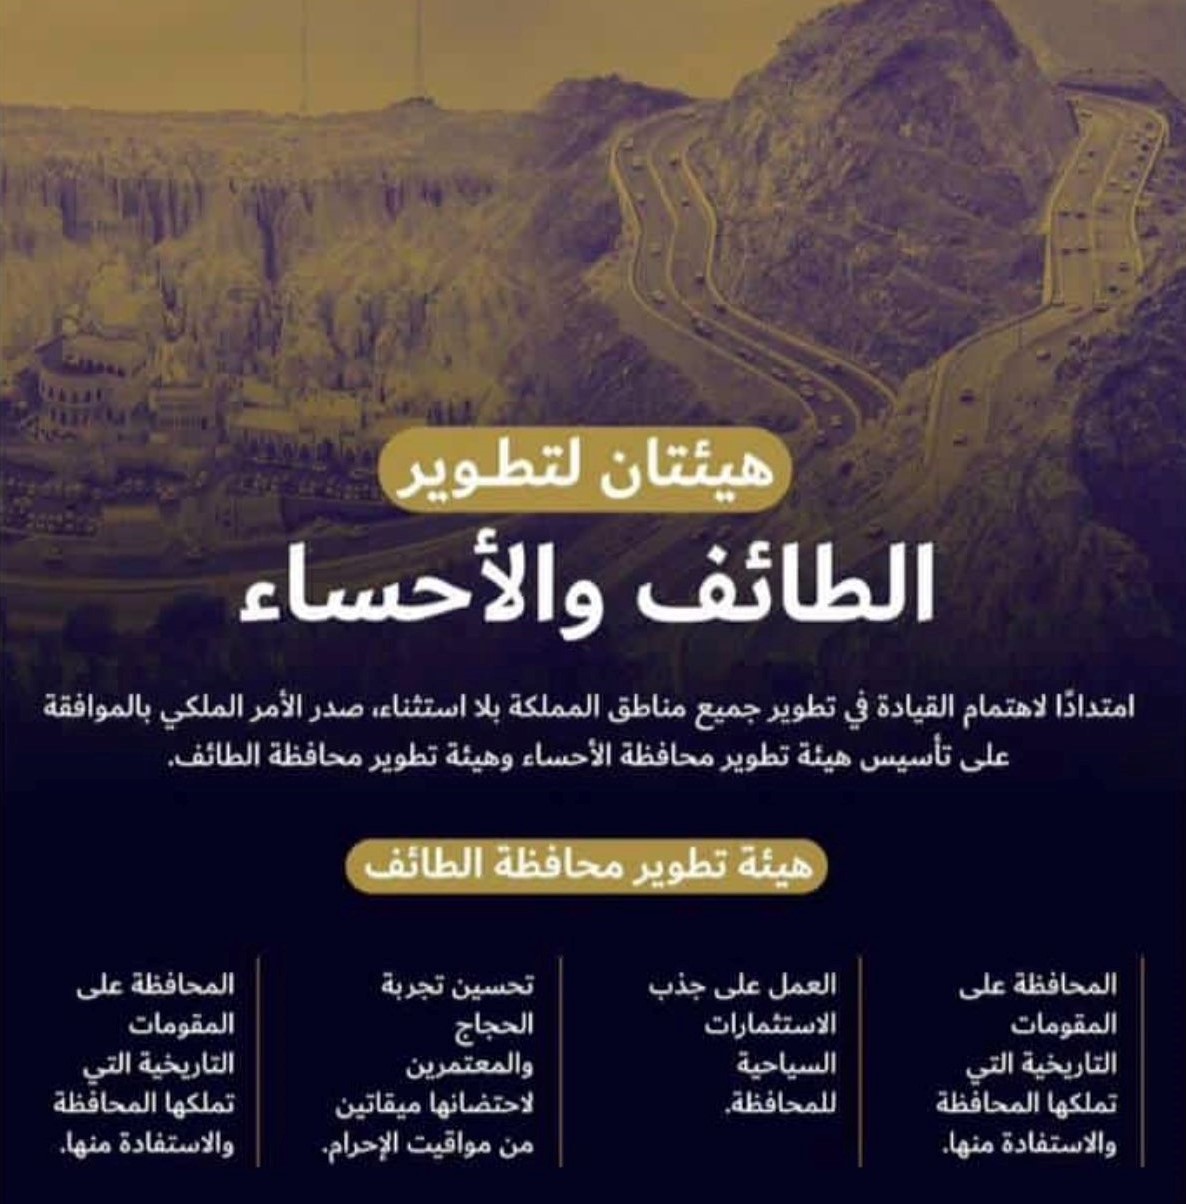 هيئتان لتطوير
الطائف والأحساء
امتدادًا لاهتمام القيادة في تطوير جميع مناطق المملكة بلا استثناء، صدر الأمر الملكي بالموافقة
على تأسيس هيئة تطوير محافظة الأحساء وهيئة تطوير محافظة الطائف.
هيئة تطوير محافظة الطائف
المحافظة على
المقومات
التاريخية التي
تملكها المحافظة
والاستفادة منها.
العمل على جذب
الاستثمارات
السياحية
للمحافظة.
تحسين تجربة
الحجاج
والمعتمرين
لاحتضانها ميقاتين
من مواقيت الإحرام.
المحافظة على
المقومات
التاريخية التي
تملكها المحافظة
والاستفادة منها.